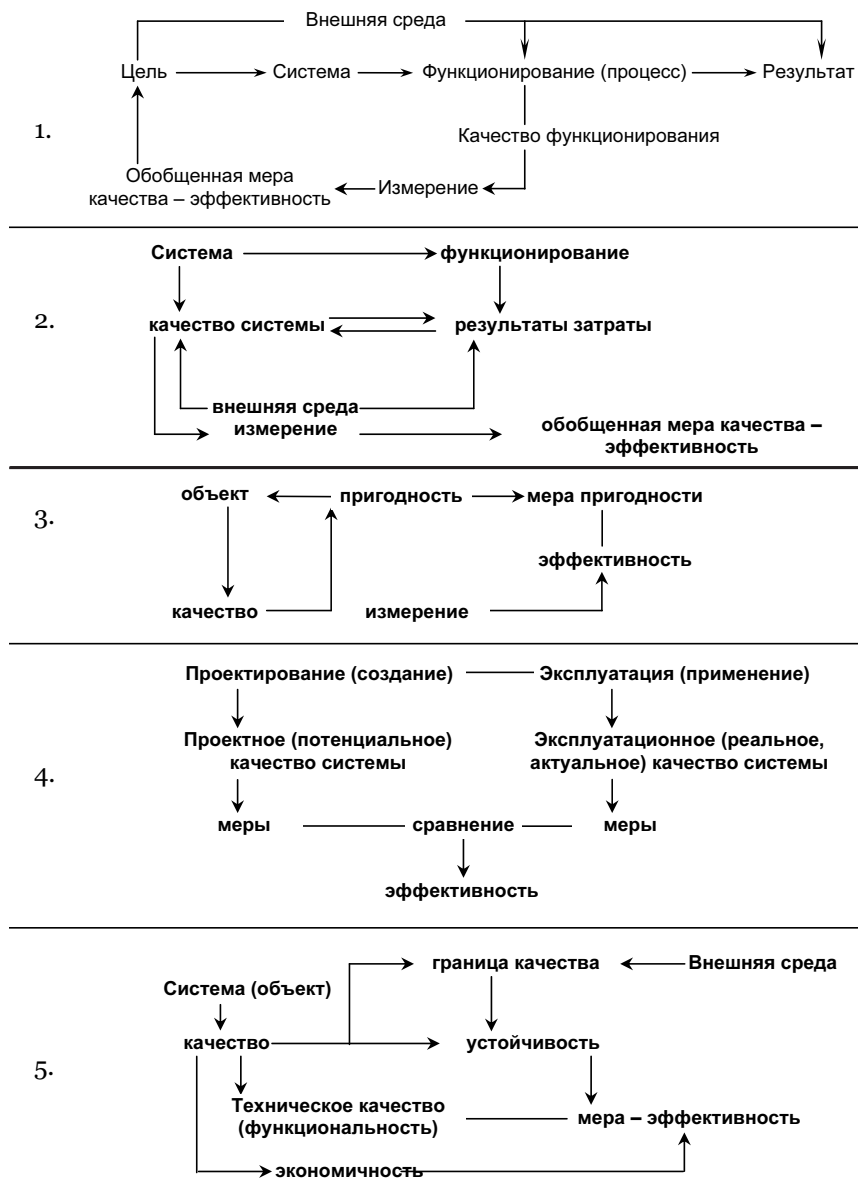 Внешняя среда
Цель Система Функционирование (процесс) Результат
1.
Качество функционирования
Обобщенная мера
качества – эффективность
Измерение
Система функционирование
2.
качество системы результаты затраты
внешняя среда
измерение
обобщенная мера качества –
эффективность
объект пригодность мера пригодности
3.
эффективность
качество измерение
Проектирование (создание) Эксплуатация (применение)
Проектное (потенциальное)
качество системы
Эксплуатационное (реальное,
актуальное) качество системы
4.
меры сравнение меры
эффективность
граница качества Внешняя среда
Система (объект)
качество устойчивость
5.
Техническое качество
(функциональность)
мера – эффективность
экономичность